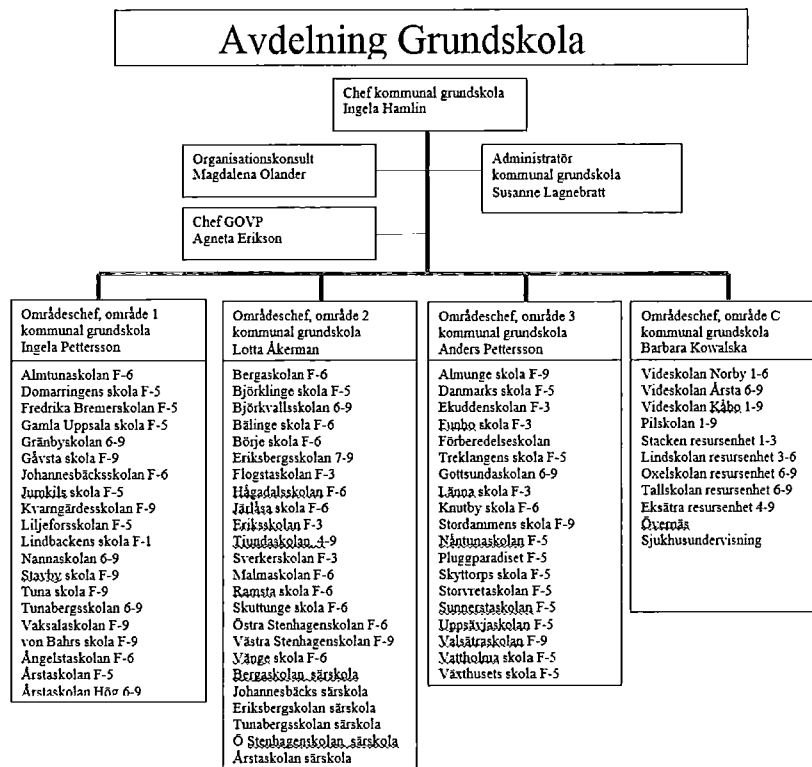 Avdelning Grundskola
Chef kommunal grundskola
Ingela Hamlin
Organisationskonsult
Magdalena Olander
Administratör
kommunal grundskola
Susanne Lagnebratt
Chef GOVP
Agneta Erikson
Områdeschef, område 1
kommunal grundskola
Ingela Pettersson
Almtunaskolan F-6
Domarringens skola F-5
Fredrika Bremerskolan F-5
Gamla Uppsala skola F-5
Gränbyskolan 6-9
Gåvsta skola F-9
Johannesbäcksskolan F-6
Jumkils skola F-5
Kvarngärdesskolan F-9
Liljeforsskolan F-5
Lindbackens skola F-1
Nannaskolan 6-9
Stavby skola F-9
Tuna skola F-9
Tunabergsskolan 6-9
Vaksalaskolan F-9
von Bahrs skola F-9
Ångelstaskolan F-6
Årstaskolan F-5
Årstaskolan Hög 6-9
Områdeschef, område 2
kommunal grundskola
Lotta Åkerman
Bergaskolan F-6
Björklinge skola F-5
Björkvallsskolan 6-9
Bälinge skola F-6
Börje skola F-6
Eriksbergsskolan 7-9
Flogstaskolan F-3
Hågadalsskolan F-6
Järlåsa skola F-6
Eriksskolan F-3
Tiundaskolan 4-9
Sverkerskolan F-3
Malmaskolan F-6
Ramsta skola F-6
Skuttunge skola F-6
Östra Stenhagenskolan F-6
Västra Stenhagenskolan F-9
Vänge skola F-6
Bergaskolan särskola
Johannesbäcks särskola
Eriksbergskolan särskola
Tunabergsskolan särskola
Ö Stenhagenskolan särskola
Årstaskolan särskola
Områdeschef, område 3
kommunal grundskola
Anders Pettersson
Almunge skola F-9
Danmarks skola F-5
Ekuddenskolan F-3
Funbo skola F-3
Förberedelseskolan
Treklangens skola F-5
Gottsundaskolan 6-9
Länna skola F-3
Knutby skola F-6
Stordammens skola F-9
Nåntunaskolan F-5
Pluggparadiset F-5
Skyttorps skola F-5
Storvretaskolan F-5
Sunnerstaskolan F-5
Uppsävjaskolan F-5
Valsätraskolan F-9
Vattholma skola F-5
Växthusets skola F-5
Områdeschef, område C
kommunal grundskola
Barbara Kowalska
Videskolan Norby 1-6
Videskolan Årsta 6-9
Videskolan Kåbo 1-9
Pilskolan 1-9
Stacken resursenhet 1-3
Lindskolan resursenhet 3-6
Oxelskolan resursenhet 6-9
Tallskolan resursenhet 6-9
Eksätra resursenhet 4-9
Övernäs
Sjukhusundervisning